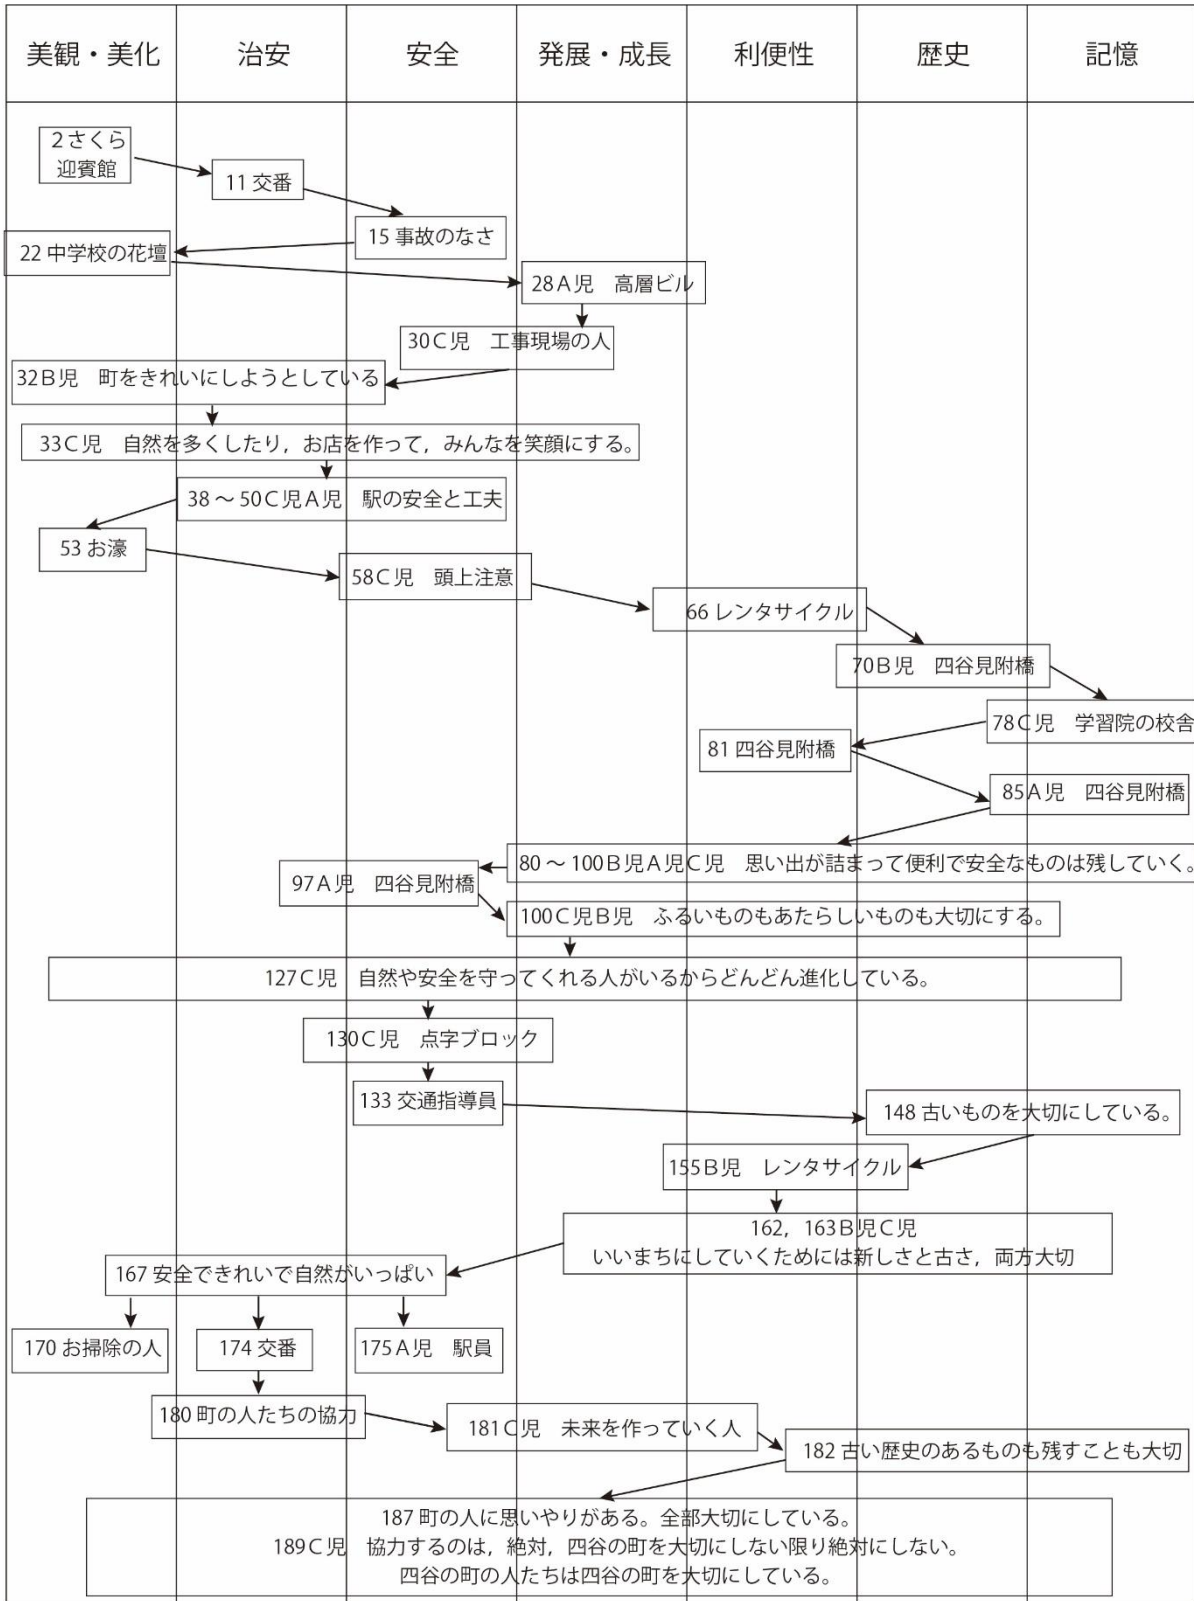 美観・美化
治安
安全
発展・成長
利便性
歴史
記憶
2さくら
迎賓館
11 交番
15 事故のなさ
22 中学校の花壇
28A児　高層ビル
30C児　工事現場の人
32B児　町をきれいにしようとしている
33C児　自然を多くしたり，お店を作って，みんなを笑顔にする。
38～50C児A児　駅の安全と工夫
53 お濠
58C児　頭上注意
66 レンタサイクル
70B児　四谷見附橋
78C児　学習院の校舎
81 四谷見附橋
85A児　四谷見附橋
80～100B児A児C児　思い出が詰まって便利で安全なものは残していく。
97A児　四谷見附橋
100C児B児　ふるいものもあたらしいものも大切にする。
127C児　自然や安全を守ってくれる人がいるからどんどん進化している。
130C児　点字ブロック
133 交通指導員
148 古いものを大切にしている。
155B児　レンタサイクル
162，163B児C児
いいまちにしていくためには新しさと古さ，両方大切
167 安全できれいで自然がいっぱい
170 お掃除の人
174 交番
175A児　駅員
180 町の人たちの協力
181C児　未来を作っていく人
182 古い歴史のあるものも残すことも大切
187 町の人に思いやりがある。全部大切にしている。
189C児　協力するのは，絶対，四谷の町を大切にしない限り絶対にしない。
四谷の町の人たちは四谷の町を大切にしている。